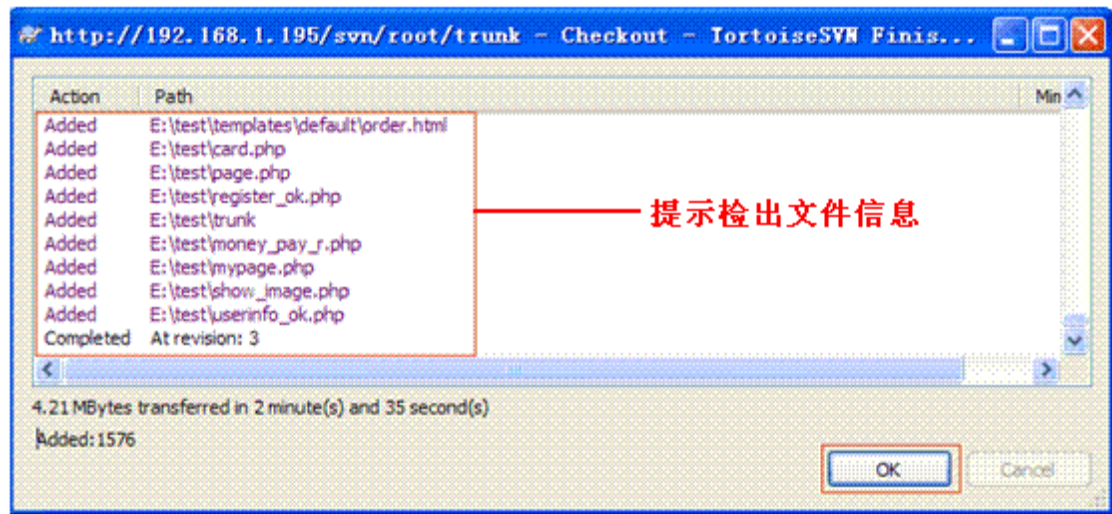 http://192.168.1.195/svn/root/trunk - Checkout - TortoiseSVN Finis...
Action Path Min
Added E:\test\templates\default\order.html
Added E:\test\card.php
Added E:\test\page.php
Added E:\test\register_ok.php
Added E:\test\trunk
Added E:\test\money_pay_r.php
Added E:\test\mypage.php
Added E:\test\show_image.php
Added E:\test\userinfo_ok.php
Completed At revision: 3
提示检出文件信息
4.21 MBytes transferred in 2 minute(s) and 35 second(s)
Added:1576
OK Cancel